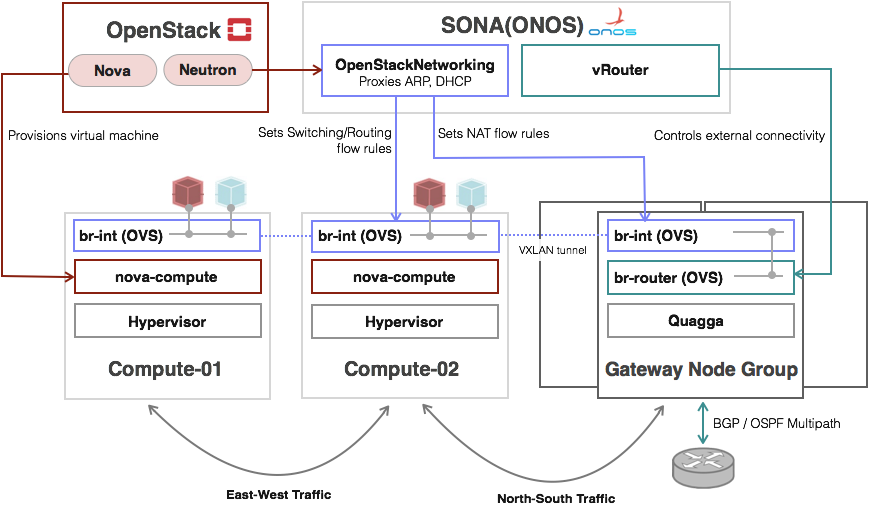 OpenStack
SONA(ONOS)
onos
Nova
Neutron
OpenStackNetworking
Proxies ARP, DHCP
vRouter
Provisions virtual machine
Sets Switching/Routing
flow rules
Sets NAT flow rules
Controls external connectivity
br-int (OVS)
br-int (OVS)
VXLAN tunnel
br-int (OVS)
nova-compute
nova-compute
br-router (OVS)
Hypervisor
Hypervisor
Quagga
Compute-01
Compute-02
Gateway Node Group
BGP / OSPF Multipath
East-West Traffic
North-South Traffic